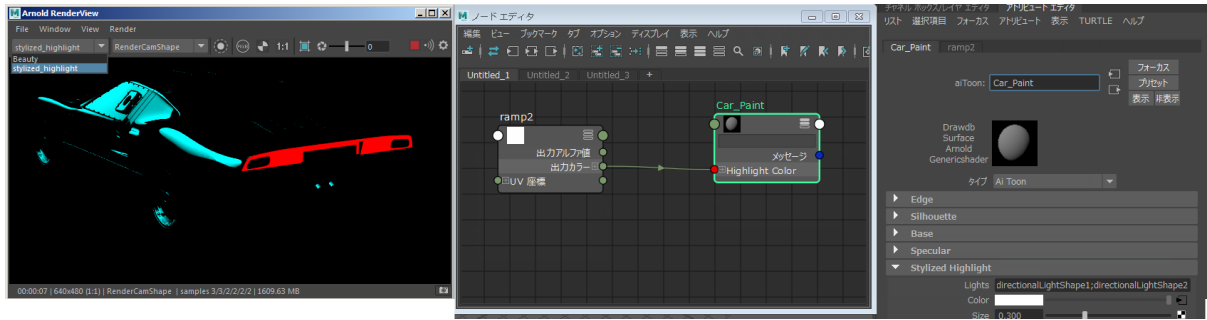 Arnold RenderView
File Window View Render
stylized_highlight RenderCamShape 1:1 0
Beauty
stylized_highlight
00:00:07 | 640x480 (1:1) | RenderCamShape | samples 3/3/2/2/2/2 | 1609.63 MB
ノード エディタ
編集 ビュー ブックマーク タブ オプション ディスプレイ 表示 ヘルプ
Untitled_1 Untitled_2 Untitled_3 +
ramp2
出力アルファ値
出力カラー
UV 座標
Car_Paint
メッセージ
Highlight Color
チャネル ボックス/レイヤ エディタ アトリビュート エディタ
リスト 選択項目 フォーカス アトリビュート 表示 TURTLE ヘルプ
Car_Paint ramp2
aiToon: Car_Paint
フォーカス
プリセット
表示 非表示
Drawdb
Surface
Arnold
Genericshader
タイプ Ai Toon
Edge
Silhouette
Base
Specular
Stylized Highlight
Lights directionalLightShape1;directionalLightShape2
Color
Size 0.300